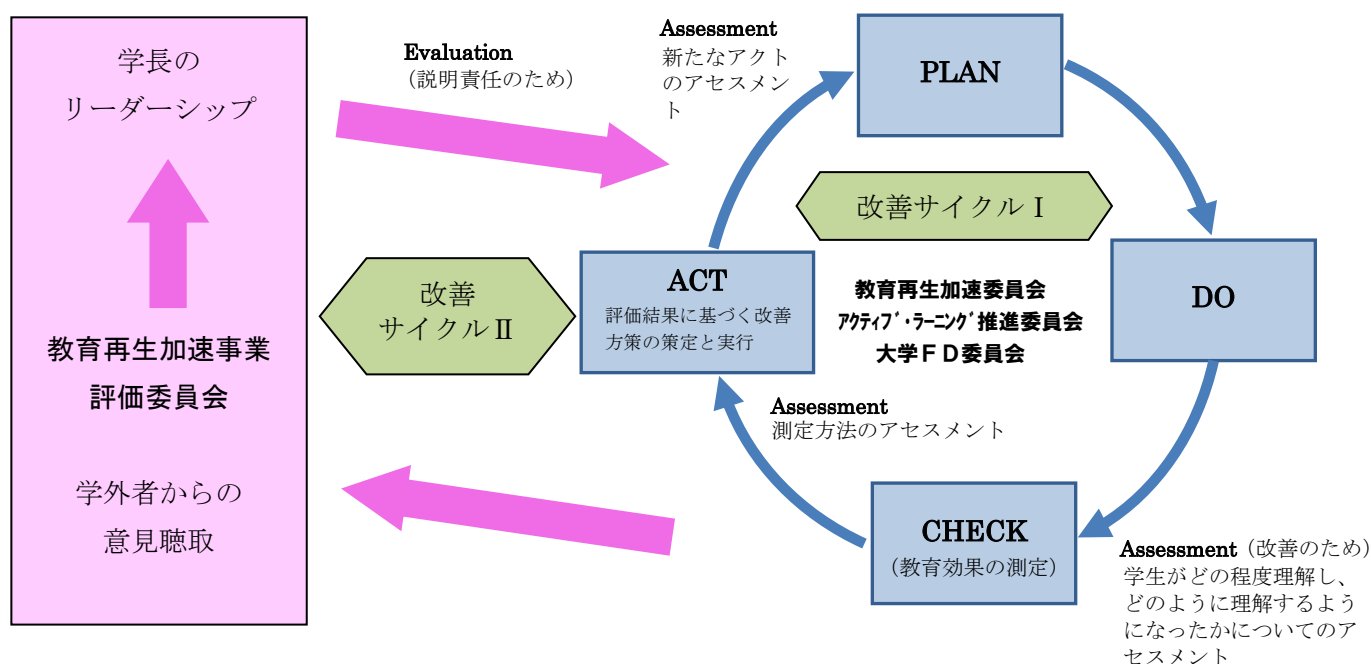 学長の
リーダーシップ
教育再生加速事業
評価委員会
学外者からの
意見聴取
Evaluation
（説明責任のため）
Assessment
新たなアクト
のアセスメン
ト
PLAN
改善サイクルⅠ
改善
サイクルⅡ
ACT
評価結果に基づく改善
方策の策定と実行
教育再生加速委員会
ｱｸﾃｨﾌﾞ・ﾗｰﾆﾝｸﾞ推進委員会
大学ＦＤ委員会
DO
Assessment
測定方法のアセスメント
CHECK
（教育効果の測定）
Assessment（改善のため）
学生がどの程度理解し、
どのように理解するよう
になったかについてのア
セスメント